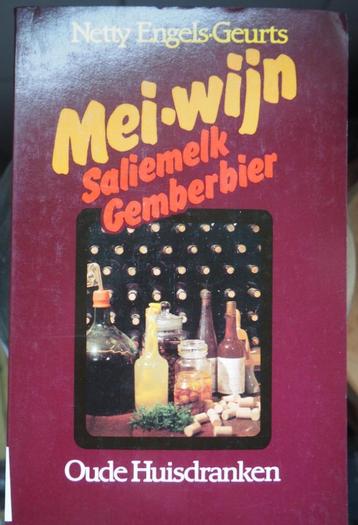 Netty Engels-Geurts
Mei-wijn
Saliemelk
Gemberbier
Oude Huisdranken